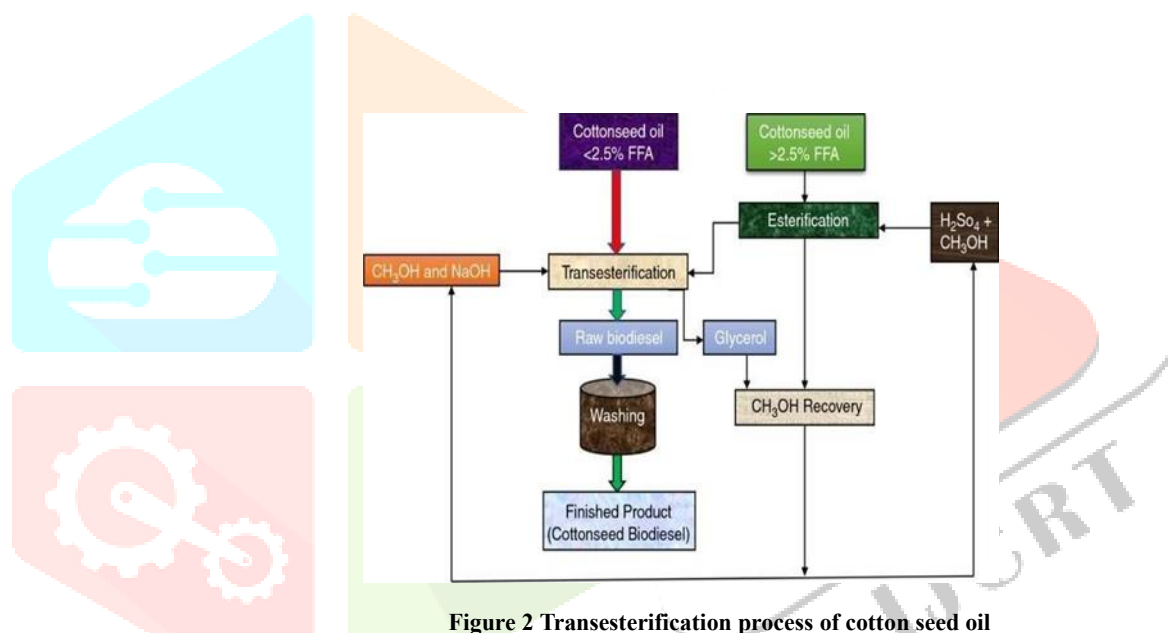 Cottonseed oil
<2.5% FFA
Cottonseed oil
>2.5% FFA
Esterification
H₂So₄ +
CH₃OH
CH₃OH and NaOH
Transesterification
Raw biodiesel
Glycerol
Washing
CH₃OH Recovery
Finished Product
(Cottonseed Biodiesel)
IJCRT
Figure 2 Transesterification process of cotton seed oil